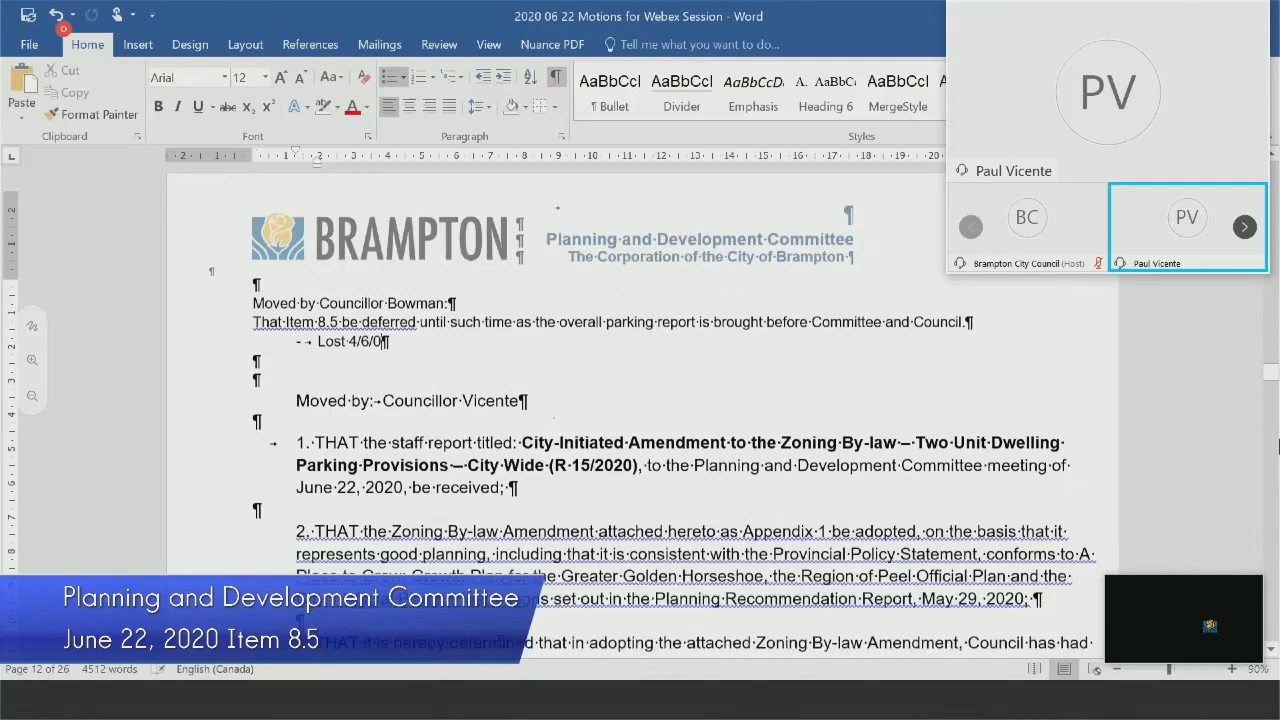 2020 06 22 Motions for Webex Session - Word
File Home Insert Design Layout References Mailings Review View Nuance PDF Tell me what you want to do...
Paste
Cut
Copy
Format Painter
Arial 12
AaBbCcI AaBbCcI AaBbCcDc A. AaBbCc AaBbCcI
¶ Bullet Divider Emphasis Heading 6 MergeStyle
Clipboard Font Paragraph Styles
PV
Paul Vicente
BC
PV
Brampton City Council (Host)
Paul Vicente
BRAMPTON
Planning·and·Development·Committee
The·Corporation·of·the·City·of·Brampton·¶
Moved·by·Councillor·Bowman:¶
That·Item·8.5·be·deferred·until·such·time·as·the·overall·parking·report·is·brought·before·Committee·and·Council.¶
-→ Lost·4/6/0¶
Moved·by:→Councillor·Vicente¶
1.·THAT·the·staff·report·titled:·City-Initiated·Amendment·to·the·Zoning·By-law·–·Two·Unit·Dwelling·
Parking·Provisions·–·City·Wide·(R·15/2020),·to·the·Planning·and·Development·Committee·meeting·of·
June·22,·2020,·be·received;·¶
2.·THAT·the·Zoning·By-law·Amendment·attached·hereto·as·Appendix·1·be·adopted,·on·the·basis·that·it·
represents·good·planning,·including·that·it·is·consistent·with·the·Provincial·Policy·Statement,·conforms·to·A·
Place·to·Grow:·Growth·Plan·for·the·Greater·Golden·Horseshoe,·the·Region·of·Peel·Official·Plan·and·the·
set·out·in·the·Planning·Recommendation·Report,·May·29,·2020;·¶
THAT·it·is·hereby·determined·that·in·adopting·the·attached·Zoning·By-law·Amendment,·Council·has·had·
Planning and Development Committee
June 22, 2020 Item 8.5
Page 12 of 26 4512 words English (Canada) 90%